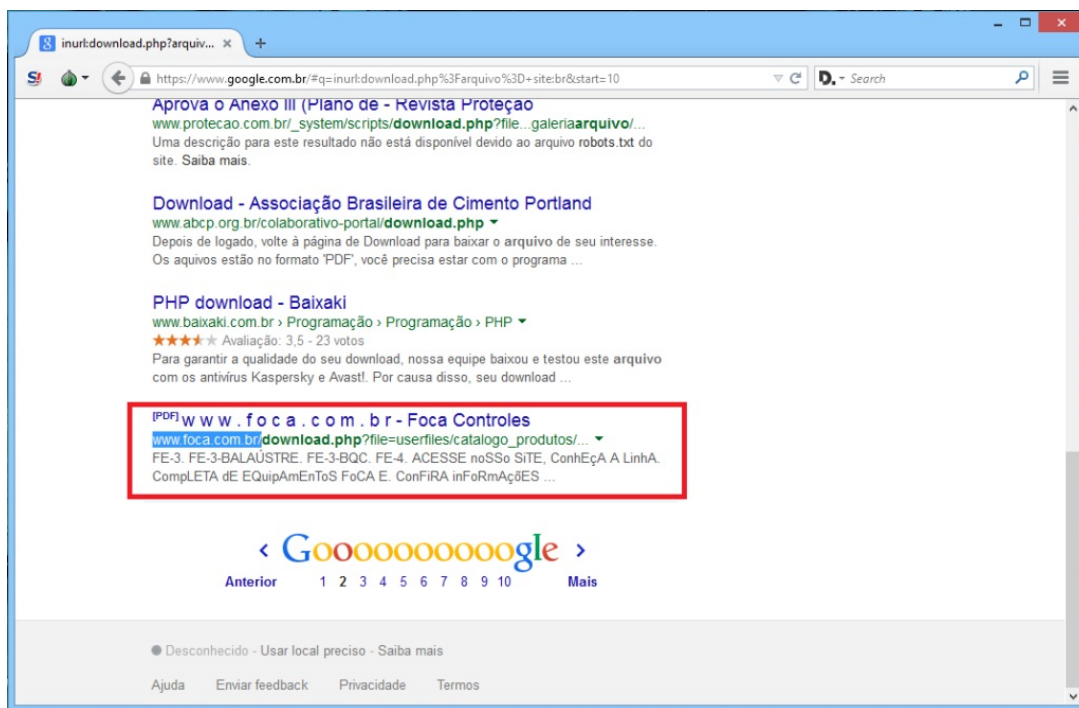 inurl:download.php?arquiv... × +
https://www.google.com.br/#q=inurl:download.php%3Farquivo%3D+site:br&start=10
D. Search
Aprova o Anexo III (Plano de - Revista Proteção
www.protecao.com.br/_system/scripts/download.php?file...galeriaarquivo/...
Uma descrição para este resultado não está disponível devido ao arquivo robots.txt do
site. Saiba mais.
Download - Associação Brasileira de Cimento Portland
www.abcp.org.br/colaborativo-portal/download.php
Depois de logado, volte à página de Download para baixar o arquivo de seu interesse.
Os aquivos estão no formato 'PDF', você precisa estar com o programa ...
PHP download - Baixaki
www.baixaki.com.br › Programação › Programação › PHP
Avaliação: 3,5 - 23 votos
Para garantir a qualidade do seu download, nossa equipe baixou e testou este arquivo
com os antivírus Kaspersky e Avast!. Por causa disso, seu download ...
[PDF] w w w . f o c a . c o m . b r - Foca Controles
www.foca.com.br/download.php?file=userfiles/catalogo_produtos/...
FE-3. FE-3-BALAÚSTRE. FE-3-BQC. FE-4. ACESSE noSSo SiTE, ConhEçA A LinhA.
CompLETA dE EQuipAmEnToS FoCA E. ConFiRA inFoRmAçõES ...
< Goooooooooogle >
Anterior 1 2 3 4 5 6 7 8 9 10 Mais
Desconhecido - Usar local preciso - Saiba mais
Ajuda Enviar feedback Privacidade Termos